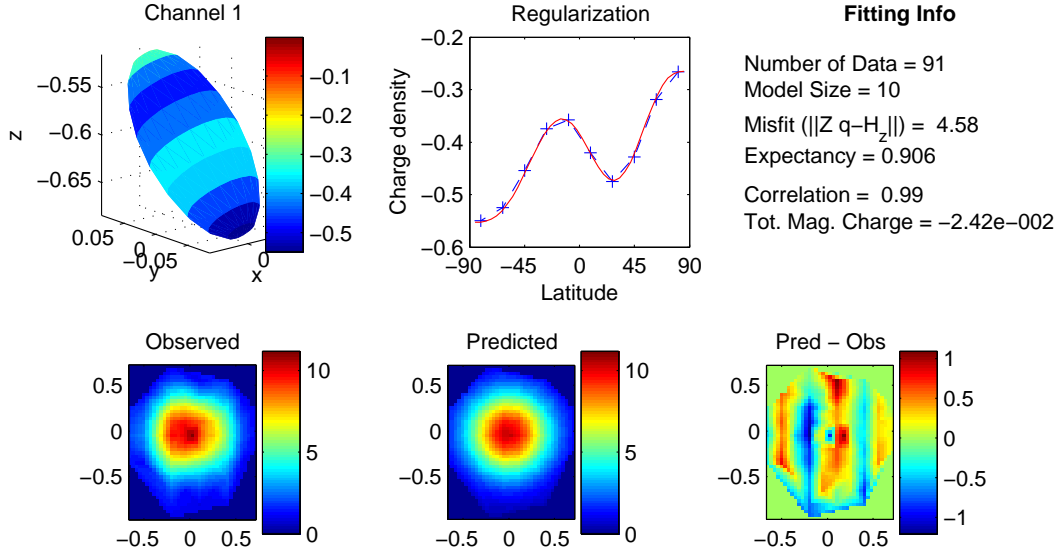 Channel 1
z
−0.55
−0.6
−0.65
0.05
0
−0.05
y
0
x
−0.1
−0.2
−0.3
−0.4
−0.5
Regularization
Charge density
−0.2
−0.3
−0.4
−0.5
−0.6
−90 −45 0 45 90
Latitude
Fitting Info
Number of Data = 91
Model Size = 10
Misfit (||Z q−H_z||) = 4.58
Expectancy = 0.906
Correlation = 0.99
Tot. Mag. Charge = −2.42e−002
Observed
0.5
0
−0.5
−0.5 0 0.5
10
5
0
Predicted
0.5
0
−0.5
−0.5 0 0.5
10
5
0
Pred − Obs
0.5
0
−0.5
−0.5 0 0.5
1
0.5
0
−0.5
−1